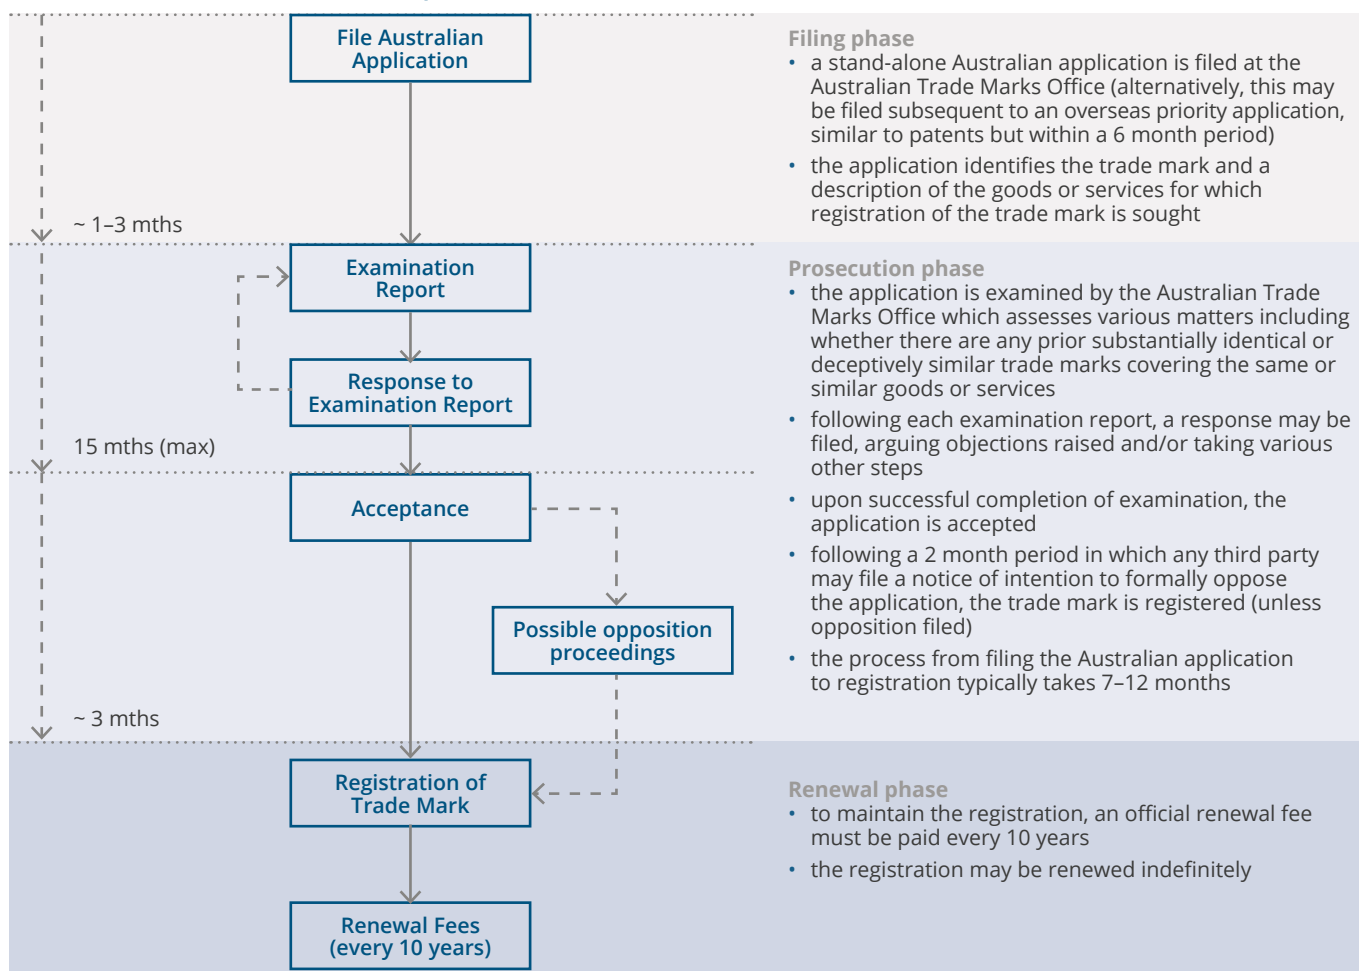 File Australian
Application
~ 1–3 mths
Examination
Report
Response to
Examination Report
15 mths (max)
Acceptance
Possible opposition
proceedings
~ 3 mths
Registration of
Trade Mark
Renewal Fees
(every 10 years)
Filing phase
• a stand-alone Australian application is filed at the
Australian Trade Marks Office (alternatively, this may
be filed subsequent to an overseas priority application,
similar to patents but within a 6 month period)
• the application identifies the trade mark and a
description of the goods or services for which
registration of the trade mark is sought
Prosecution phase
• the application is examined by the Australian Trade
Marks Office which assesses various matters including
whether there are any prior substantially identical or
deceptively similar trade marks covering the same or
similar goods or services
• following each examination report, a response may be
filed, arguing objections raised and/or taking various
other steps
• upon successful completion of examination, the
application is accepted
• following a 2 month period in which any third party
may file a notice of intention to formally oppose
the application, the trade mark is registered (unless
opposition filed)
• the process from filing the Australian application
to registration typically takes 7–12 months
Renewal phase
• to maintain the registration, an official renewal fee
must be paid every 10 years
• the registration may be renewed indefinitely